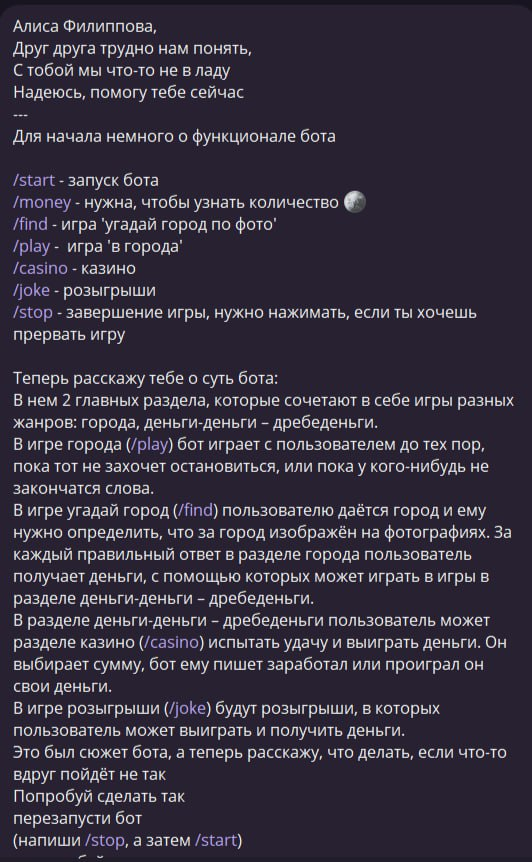 Алиса Филиппова,
Друг друга трудно нам понять,
С тобой мы что-то не в ладу
Надеюсь, помогу тебе сейчас
---
Для начала немного о функционале бота
/start - запуск бота
/money - нужна, чтобы узнать количество
/find - игра 'угадай город по фото'
/play -  игра 'в города'
/casino - казино
/joke - розыгрыши
/stop - завершение игры, нужно нажимать, если ты хочешь
прервать игру
Теперь расскажу тебе о суть бота:
В нем 2 главных раздела, которые сочетают в себе игры разных
жанров: города, деньги-деньги – дребеденьги.
В игре города (/play) бот играет с пользователем до тех пор,
пока тот не захочет остановиться, или пока у кого-нибудь не
закончатся слова.
В игре угадай город (/find) пользователю даётся город и ему
нужно определить, что за город изображён на фотографиях. За
каждый правильный ответ в разделе города пользователь
получает деньги, с помощью которых может играть в игры в
разделе деньги-деньги – дребеденьги.
В разделе деньги-деньги – дребеденьги пользователь может
разделе казино (/casino) испытать удачу и выиграть деньги. Он
выбирает сумму, бот ему пишет заработал или проиграл он
свои деньги.
В игре розыгрыши (/joke) будут розыгрыши, в которых
пользователь может выиграть и получить деньги.
Это был сюжет бота, а теперь расскажу, что делать, если что-то
вдруг пойдёт не так
Попробуй сделать так
перезапусти бот
(напиши /stop, а затем /start)